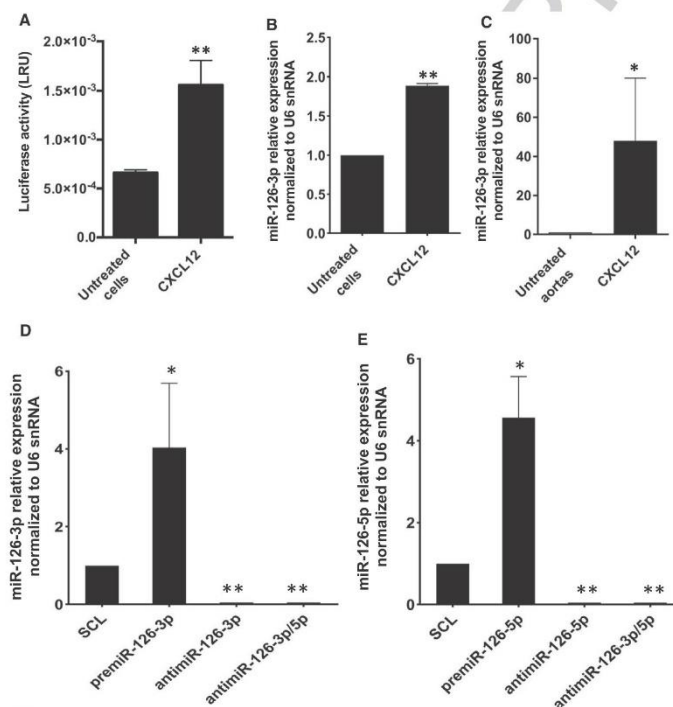 A
Luciferase activity (LRU)
2.0×10⁻³
1.5×10⁻³
1.0×10⁻³
5.0×10⁻⁴
0.0
**
Untreated
cells
CXCL12
B
miR-126-3p relative expression
normalized to U6 snRNA
2.5
2.0
1.5
1.0
0.5
0.0
**
Untreated
cells
CXCL12
C
miR-126-3p relative expression
normalized to U6 snRNA
100
80
60
40
20
0
*
Untreated
aortas
CXCL12
D
miR-126-3p relative expression
normalized to U6 snRNA
6
4
2
0
*
**
**
SCL
premiR-126-3p
antimiR-126-3p
antimiR-126-3p/5p
E
miR-126-5p relative expression
normalized to U6 snRNA
6
4
2
0
*
**
**
SCL
premiR-126-5p
antimiR-126-5p
antimiR-126-3p/5p